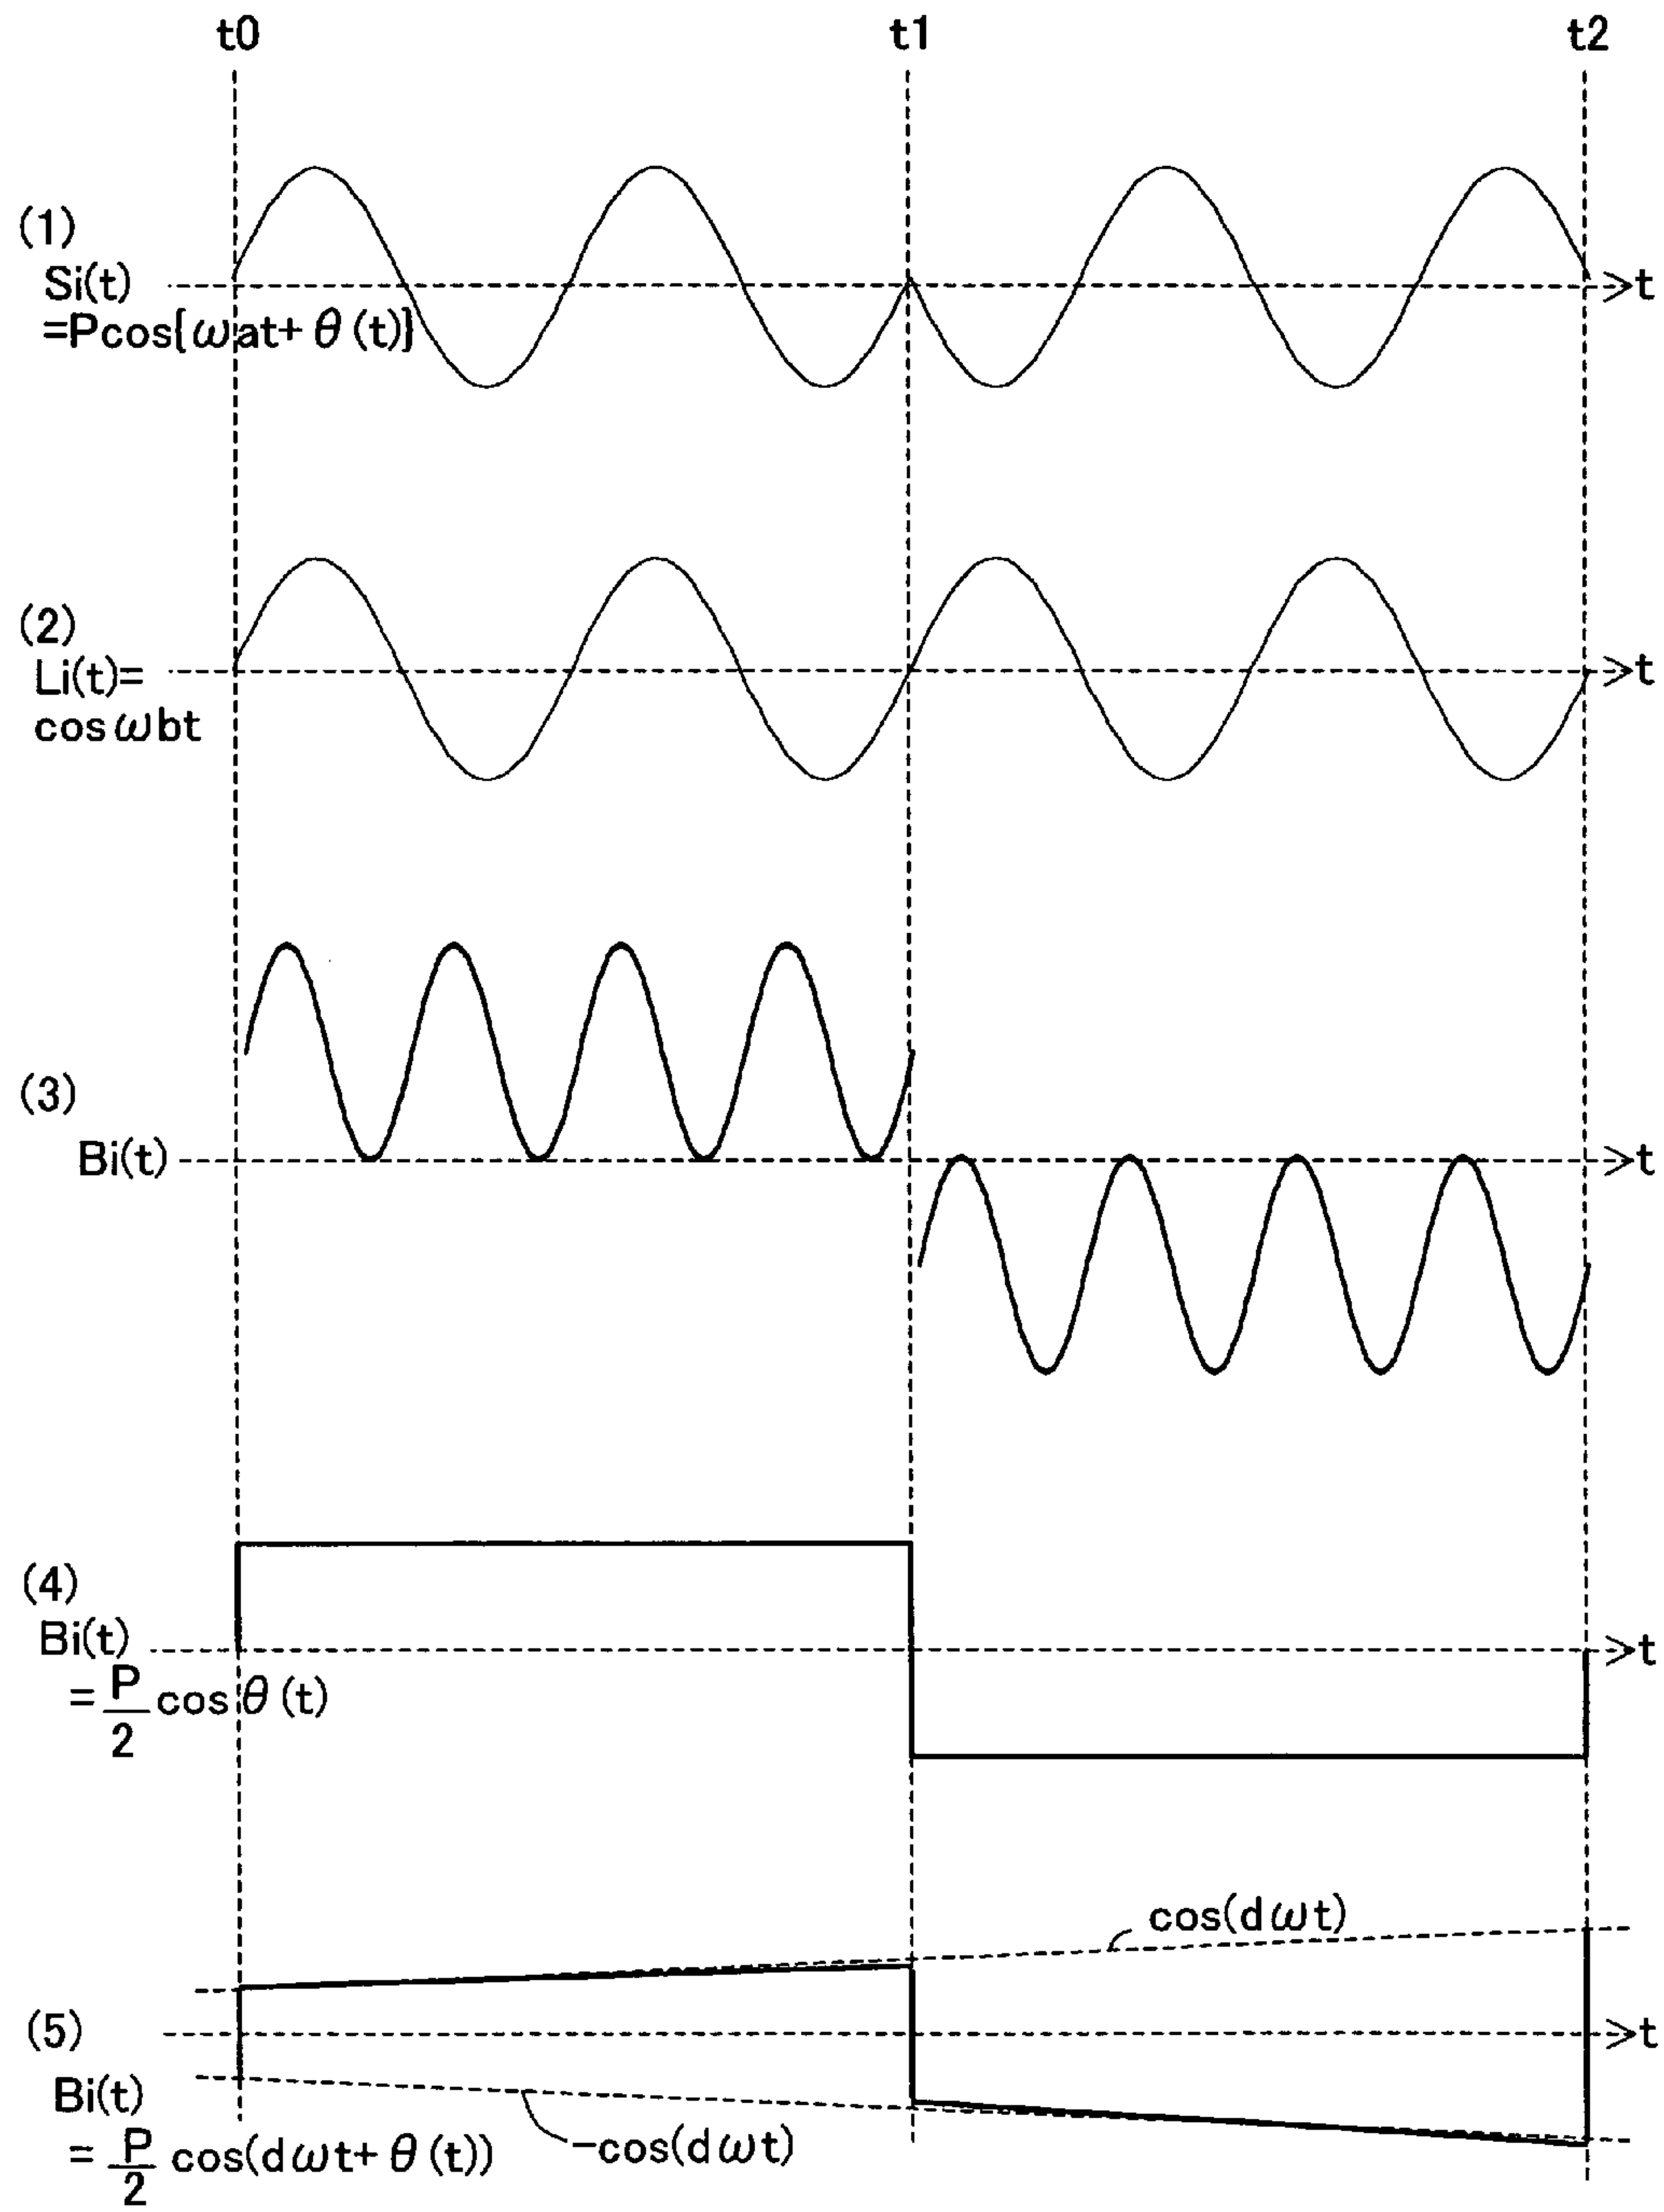 t0 t1 t2
(1)
Si(t)
=Pcos{ωat+θ(t)}
t
(2)
Li(t)=
cosωbt
t
(3)
Bi(t)
t
(4)
Bi(t)
=P/2 cosθ(t)
t
cos(dωt)
(5)
t
Bi(t)
=P/2 cos(dωt+θ(t))
-cos(dωt)